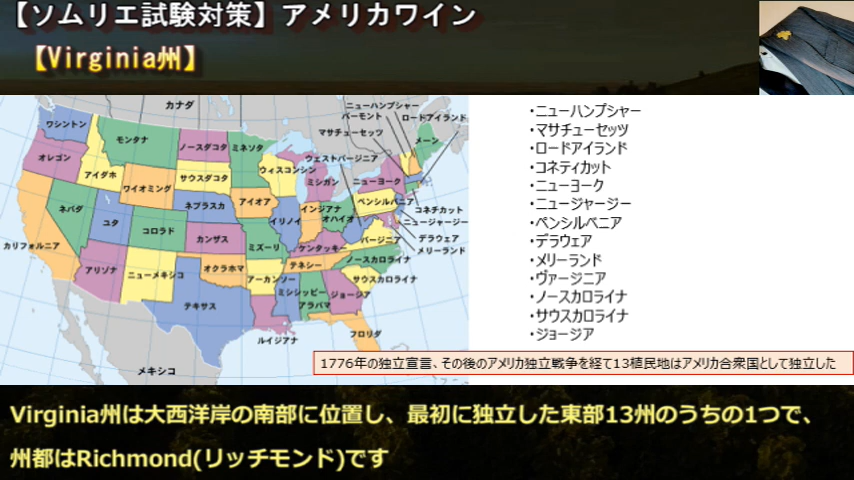 【ソムリエ試験対策】アメリカワイン
【Virginia州】
カナダ
ニューハンプシャー
バーモント
ロードアイランド
マサチューセッツ
ワシントン
モンタナ
ノースダコタ
ミネソタ
メーン
オレゴン
アイダホ
ワイオミング
サウスダコタ
ウィスコンシン
ミシガン
ウェストバージニア
ニューヨーク
ネバダ
ユタ
コロラド
ネブラスカ
アイオア
イリノイ
インジアナ
オハイオ
ペンシルバニア
コネチカット
ニュージャージー
デラウェア
メリーランド
カリフォルニア
カンザス
ミズーリ
ケンタッキー
バージニア
アリゾナ
ニューメキシコ
オクラホマ
アーカンソー
テネシー
ノースカロライナ
サウスカロライナ
テキサス
ミシシッピー
アラバマ
ジョージア
ルイジアナ
フロリダ
メキシコ
・ニューハンプシャー
・マサチューセッツ
・ロードアイランド
・コネティカット
・ニューヨーク
・ニュージャージー
・ペンシルベニア
・デラウェア
・メリーランド
・ヴァージニア
・ノースカロライナ
・サウスカロライナ
・ジョージア
1776年の独立宣言、その後のアメリカ独立戦争を経て13植民地はアメリカ合衆国として独立した
Virginia州は大西洋岸の南部に位置し、最初に独立した東部13州のうちの1つで、
州都はRichmond(リッチモンド)です